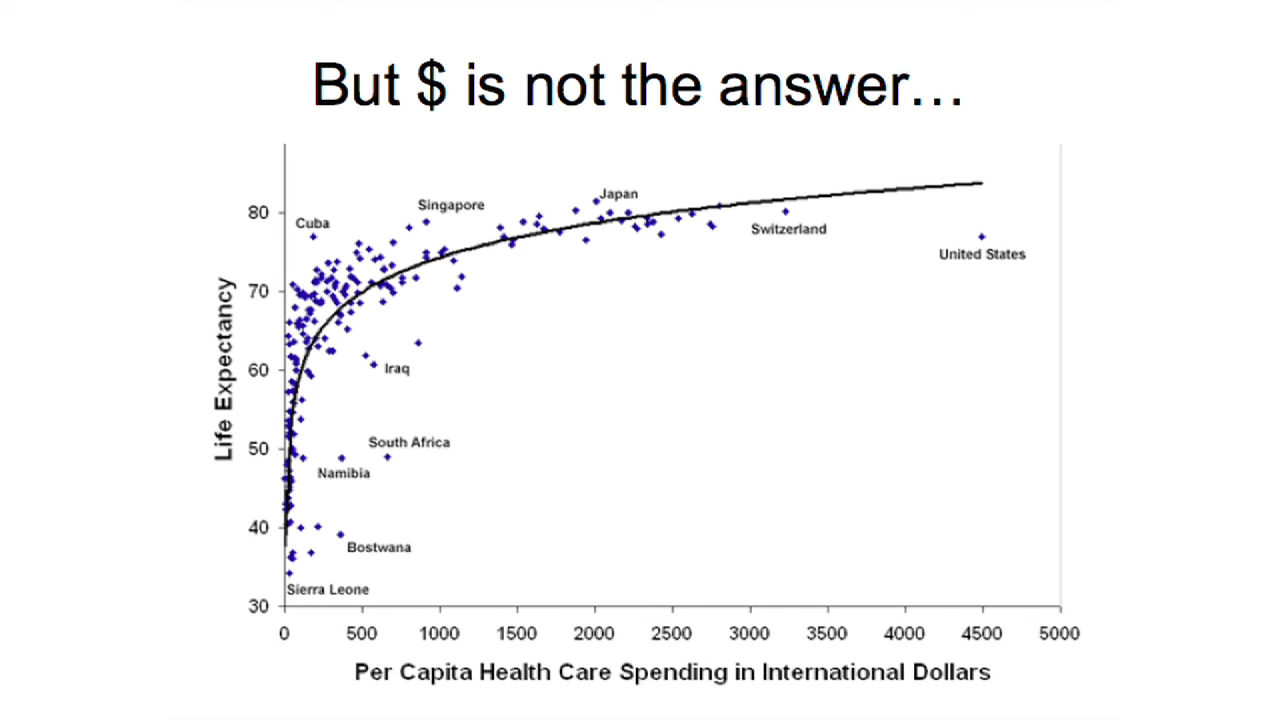 But $ is not the answer…
Japan
Singapore
Cuba
80
Switzerland
United States
70
Iraq
60
South Africa
50
Namibia
40
Bostwana
Sierra Leone
30
Life Expectancy
0 500 1000 1500 2000 2500 3000 3500 4000 4500 5000
Per Capita Health Care Spending in International Dollars